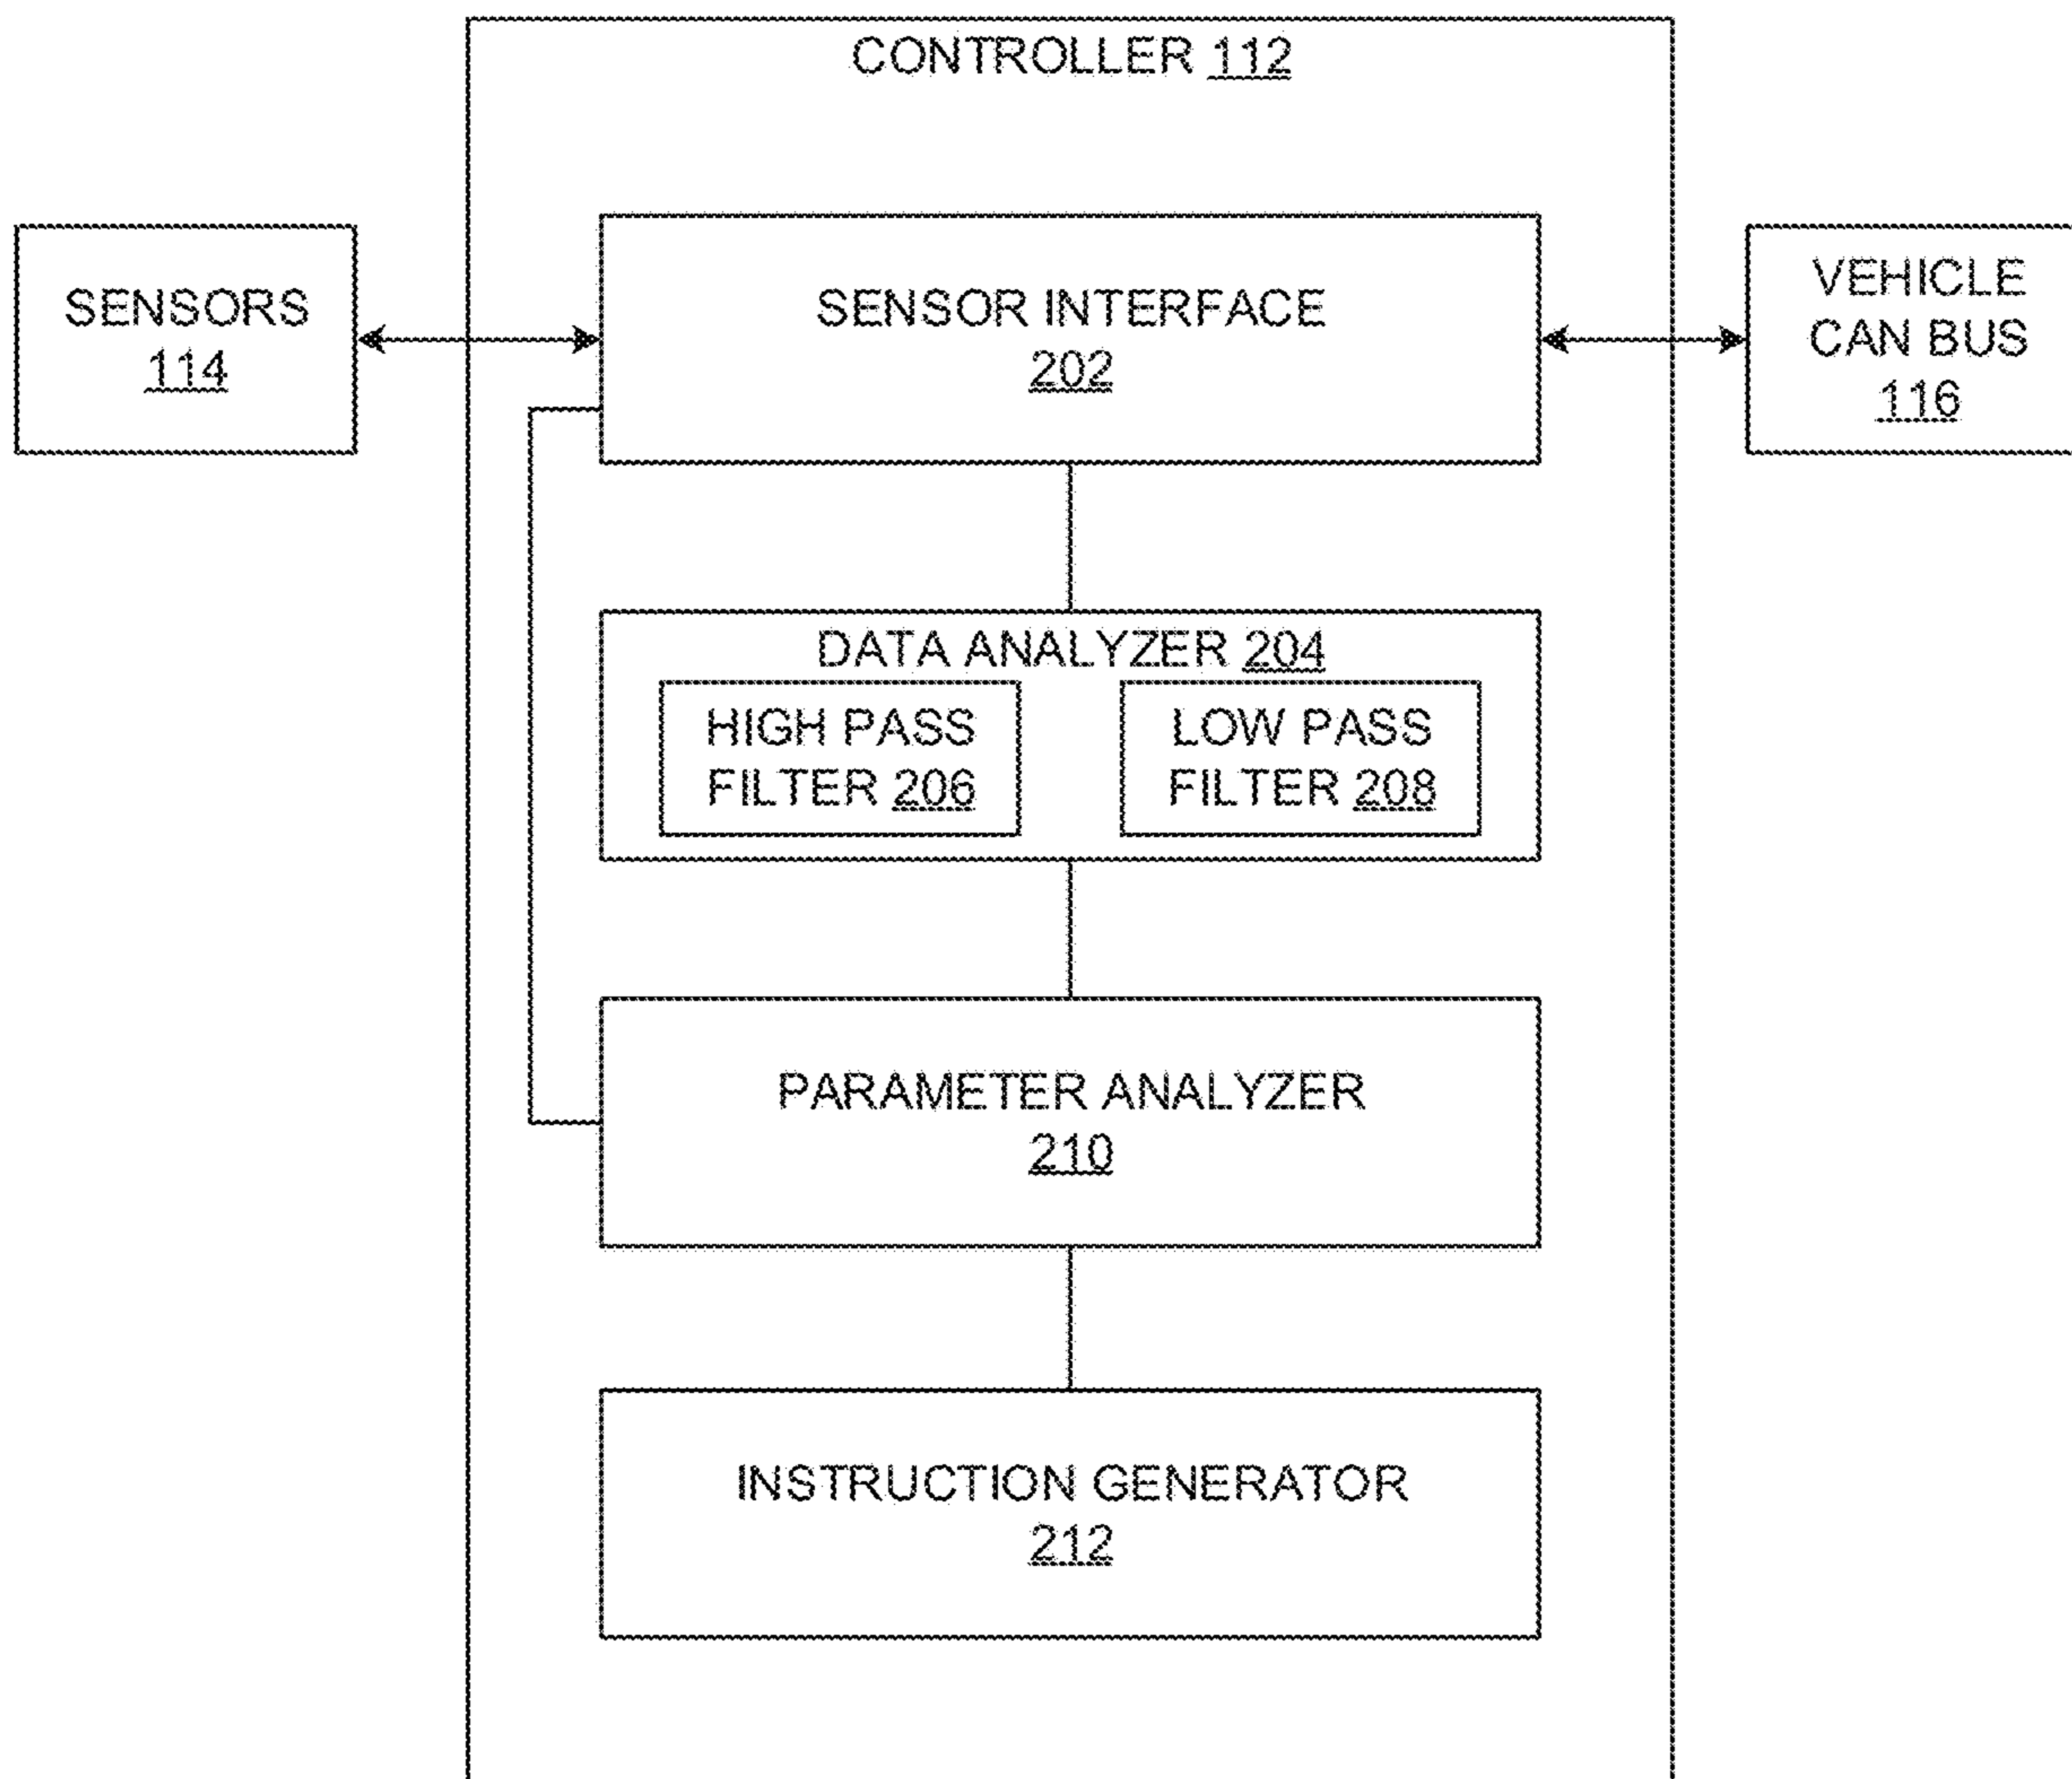 CONTROLLER 112
SENSORS
114
SENSOR INTERFACE
202
VEHICLE
CAN BUS
116
DATA ANALYZER 204
HIGH PASS
FILTER 206
LOW PASS
FILTER 208
PARAMETER ANALYZER
210
INSTRUCTION GENERATOR
212